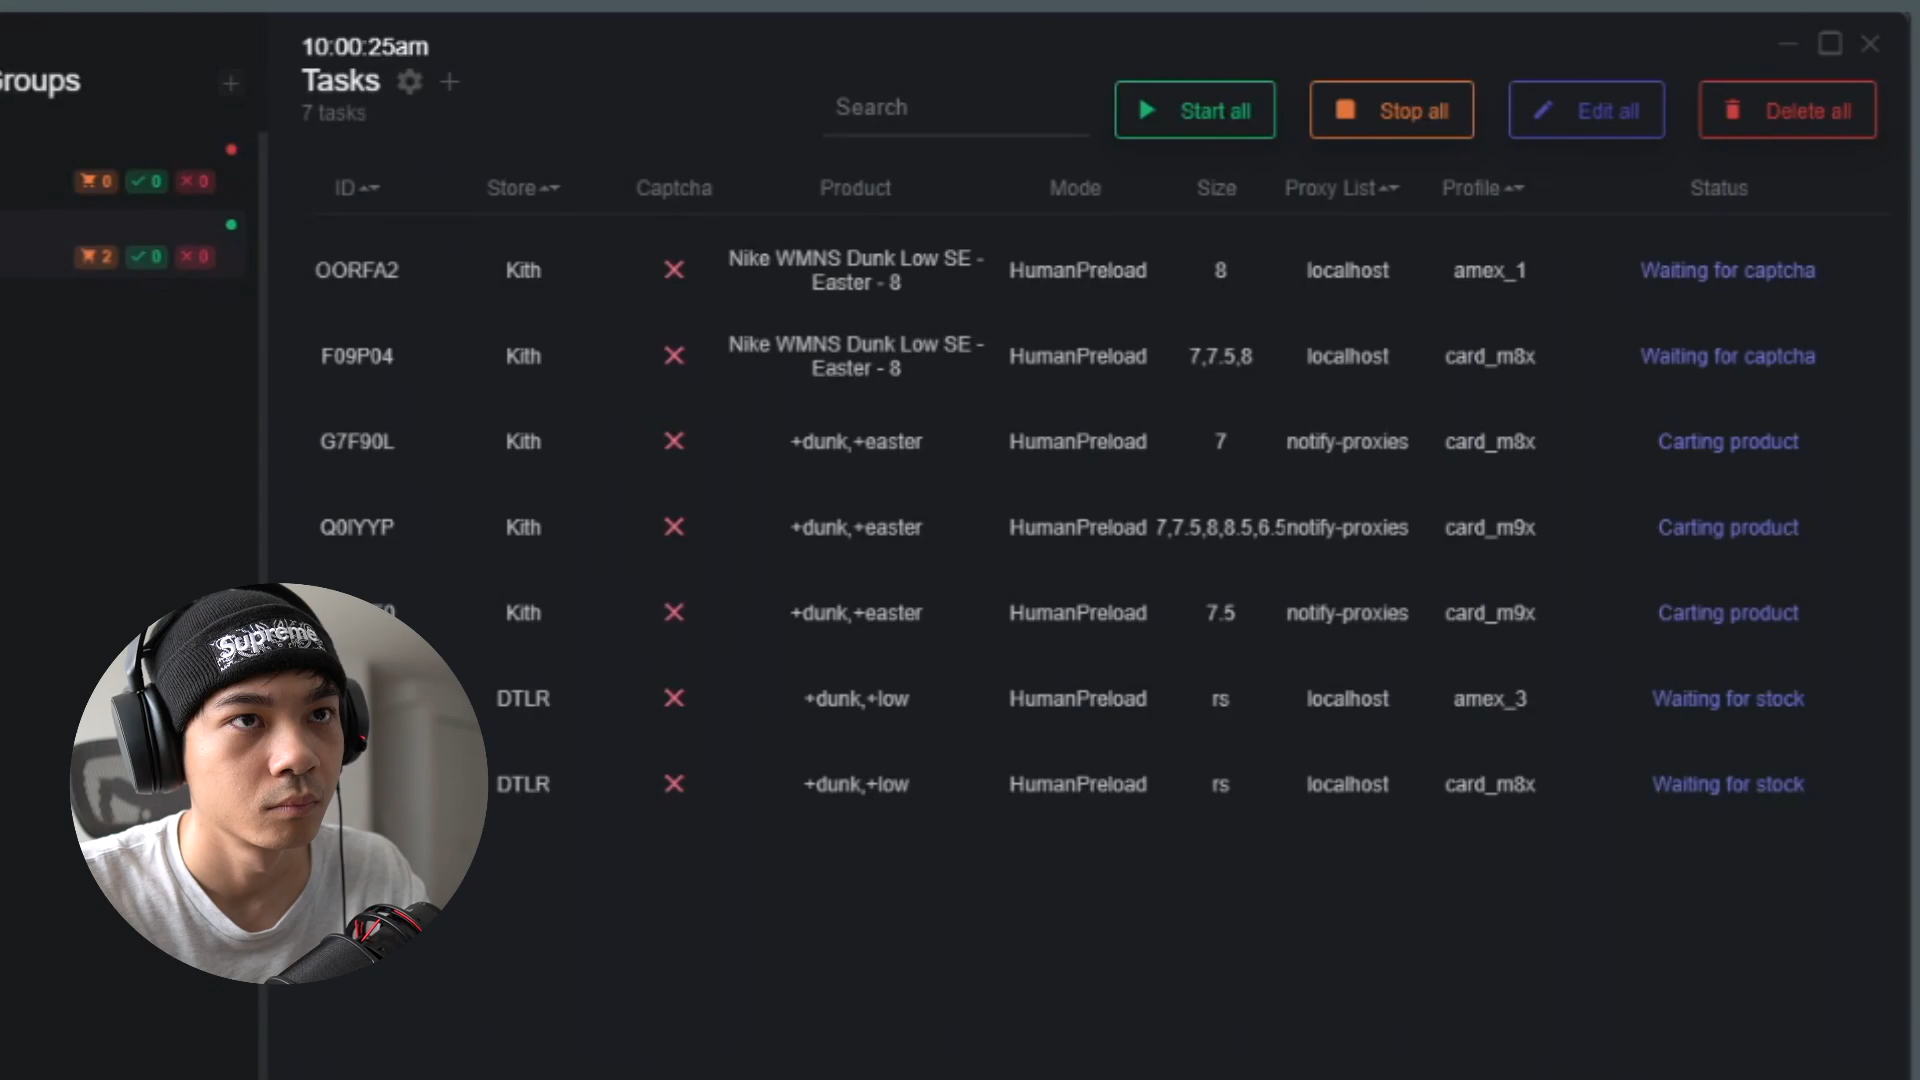 10:00:25am
Groups
Tasks
7 tasks
Search
Start all
Stop all
Edit all
Delete all
0 0 0
2 0 0
ID Store Captcha Product Mode Size Proxy List Profile Status
OORFA2 Kith Nike WMNS Dunk Low SE - Easter - 8 HumanPreload 8 localhost amex_1 Waiting for captcha
F09P04 Kith Nike WMNS Dunk Low SE - Easter - 8 HumanPreload 7,7.5,8 localhost card_m8x Waiting for captcha
G7F90L Kith +dunk,+easter HumanPreload 7 notify-proxies card_m8x Carting product
Q0IYYP Kith +dunk,+easter HumanPreload 7,7.5,8,8.5,6.5 notify-proxies card_m9x Carting product
Kith +dunk,+easter HumanPreload 7.5 notify-proxies card_m9x Carting product
DTLR +dunk,+low HumanPreload rs localhost amex_3 Waiting for stock
DTLR +dunk,+low HumanPreload rs localhost card_m8x Waiting for stock
Supreme